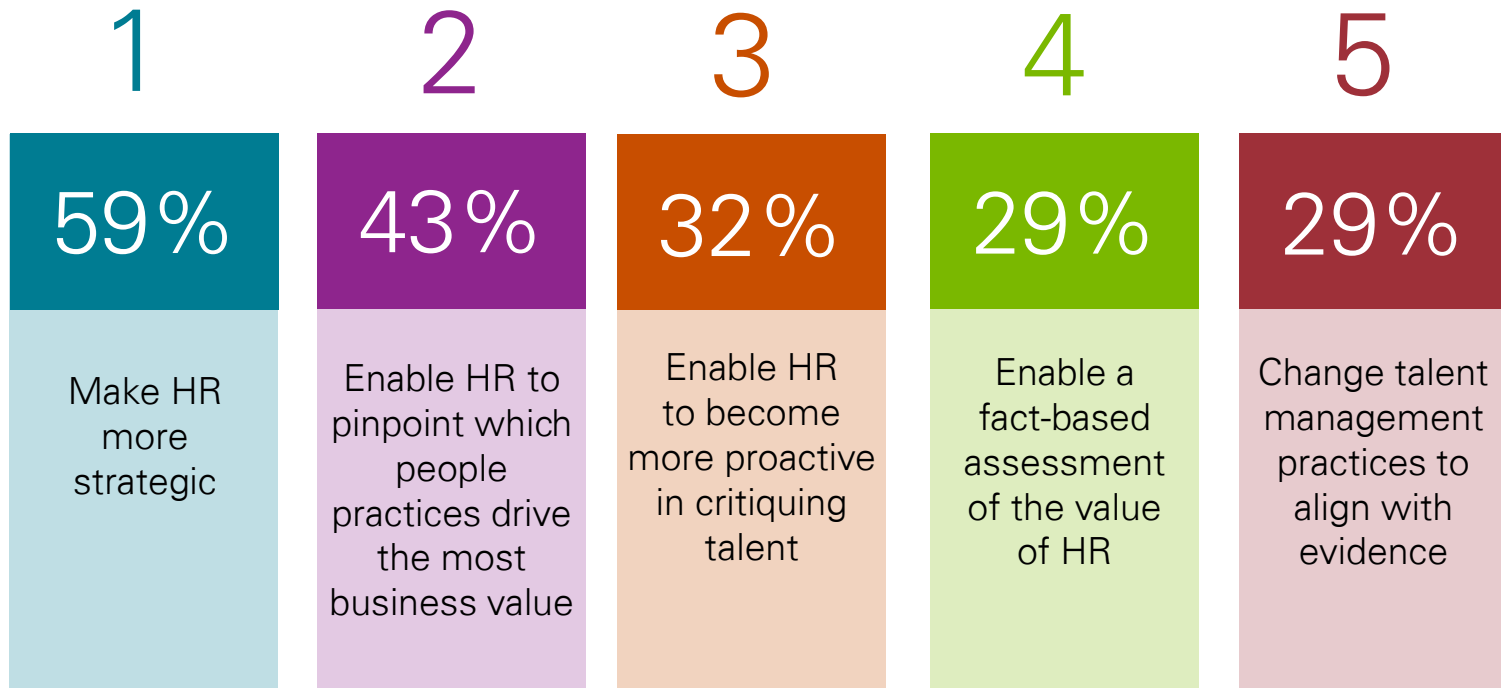 1
2
3
4
5
59%
43%
32%
29%
29%
Make HR
more
strategic
Enable HR to
pinpoint which
people
practices drive
the most
business value
Enable HR
to become
more proactive
in critiquing
talent
Enable a
fact-based
assessment
of the value
of HR
Change talent
management
practices to
align with
evidence